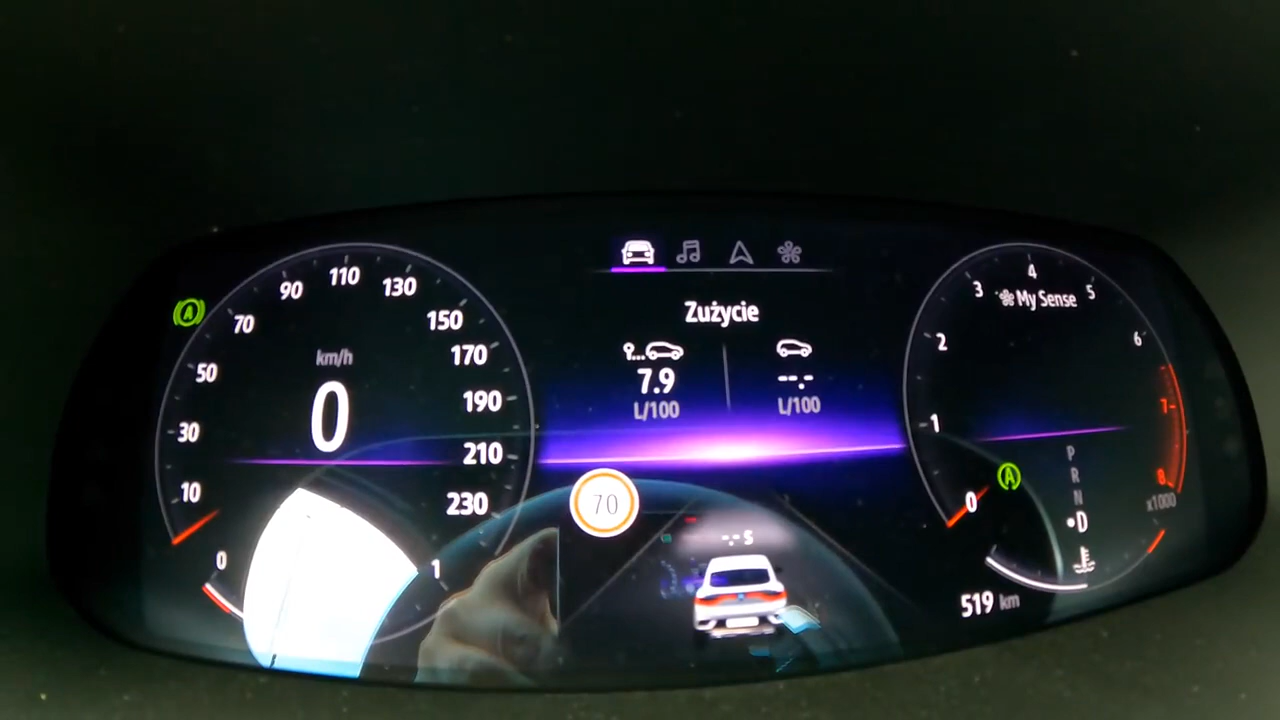 110
90
130
70
150
50
km/h
170
0
190
30
210
10
230
0
1
Zużycie
7.9
--.-
L/100
L/100
70
--.- S
4
3
My Sense
5
2
6
1
7
P
R
N
D
0
8
x1000
519 km
A
A